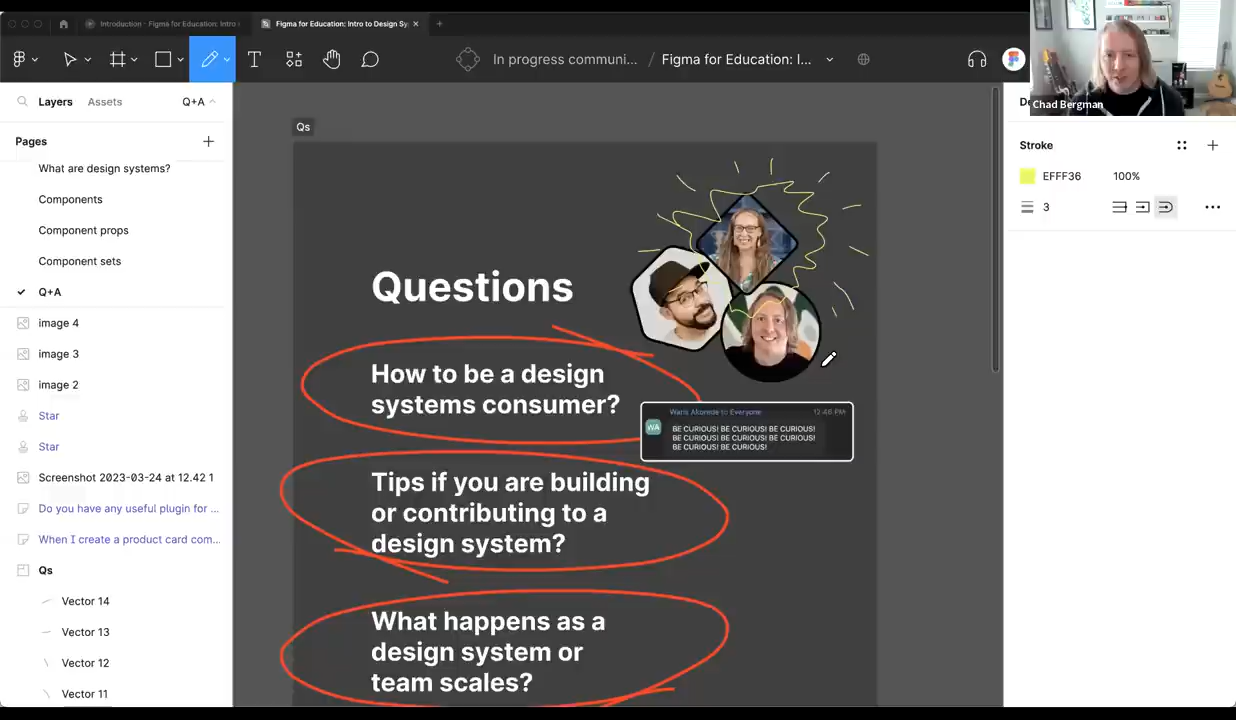 Introduction - Figma for Education: Intro
Figma for Education: Intro to Design Sy
In progress communi...
/
Figma for Education: I...
Chad Bergman
Layers
Assets
Q+A
Pages
What are design systems?
Components
Component props
Component sets
Q+A
image 4
image 3
image 2
Star
Star
Screenshot 2023-03-24 at 12.42 1
Do you have any useful plugin for ...
When I create a product card com...
Qs
Vector 14
Vector 13
Vector 12
Vector 11
Qs
Questions
How to be a design
systems consumer?
WA
Waris Akorede to Everyone
12:46 PM
BE CURIOUS! BE CURIOUS! BE CURIOUS!
BE CURIOUS! BE CURIOUS! BE CURIOUS!
BE CURIOUS! BE CURIOUS!
Tips if you are building
or contributing to a
design system?
What happens as a
design system or
team scales?
Stroke
EFFF36
100%
3